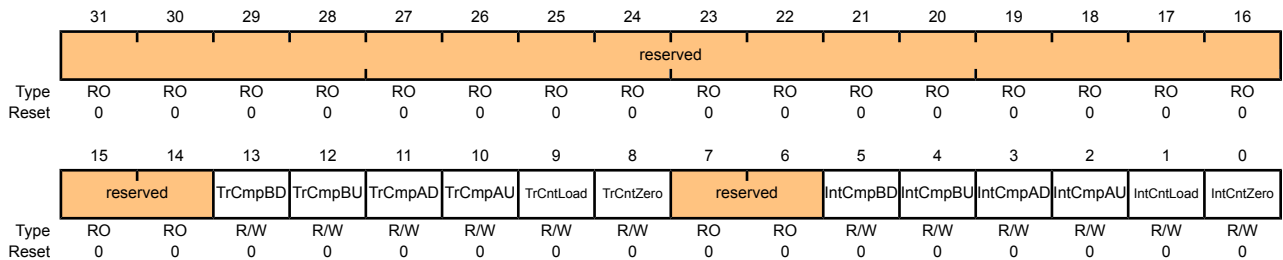 31 30 29 28 27 26 25 24 23 22 21 20 19 18 17 16
reserved
Type RO RO RO RO RO RO RO RO RO RO RO RO RO RO RO RO
Reset 0 0 0 0 0 0 0 0 0 0 0 0 0 0 0 0
15 14 13 12 11 10 9 8 7 6 5 4 3 2 1 0
reserved TrCmpBD TrCmpBU TrCmpAD TrCmpAU TrCntLoad TrCntZero reserved IntCmpBD IntCmpBU IntCmpAD IntCmpAU IntCntLoad IntCntZero
Type RO RO R/W R/W R/W R/W R/W R/W RO RO R/W R/W R/W R/W R/W R/W
Reset 0 0 0 0 0 0 0 0 0 0 0 0 0 0 0 0